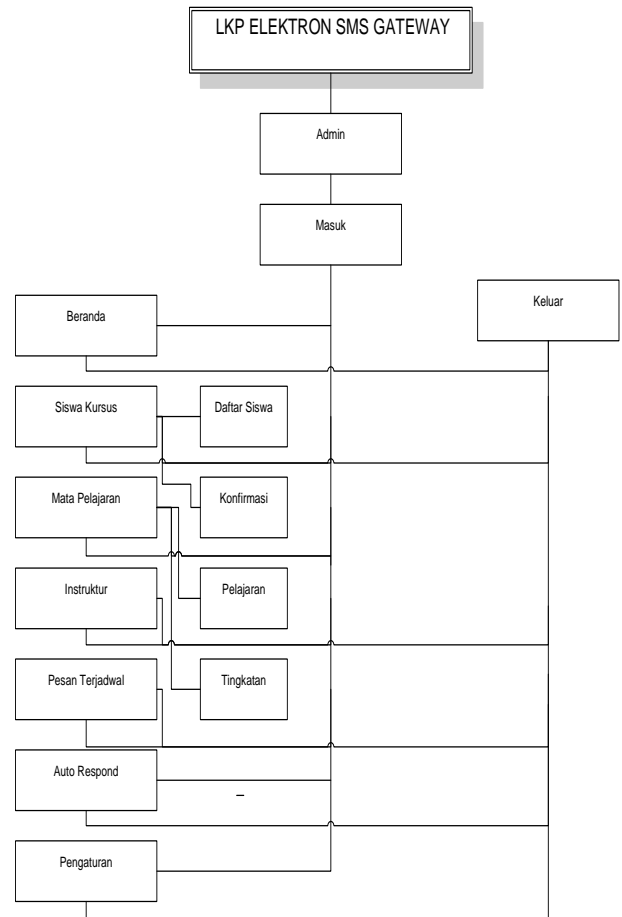 LKP ELEKTRON SMS GATEWAY
Admin
Masuk
Beranda
Keluar
Siswa Kursus
Daftar Siswa
Mata Pelajaran
Konfirmasi
Instruktur
Pelajaran
Pesan Terjadwal
Tingkatan
Auto Respond
Pengaturan